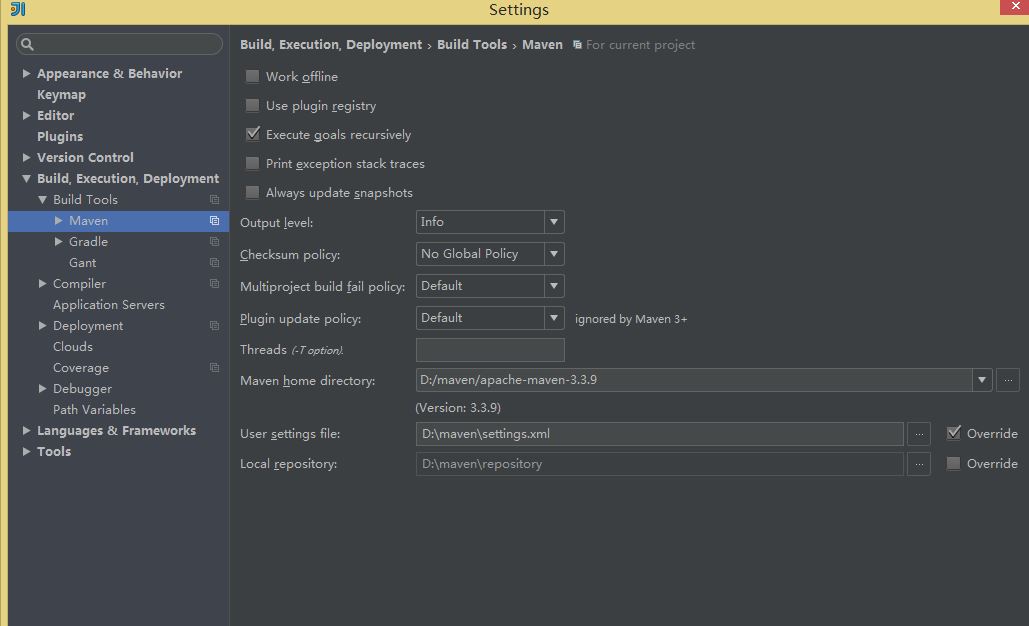 Settings
Appearance & Behavior
Keymap
Editor
Plugins
Version Control
Build, Execution, Deployment
Build Tools
Maven
Gradle
Gant
Compiler
Application Servers
Deployment
Clouds
Coverage
Debugger
Path Variables
Languages & Frameworks
Tools
Build, Execution, Deployment › Build Tools › Maven For current project
Work offline
Use plugin registry
Execute goals recursively
Print exception stack traces
Always update snapshots
Output level: Info
Checksum policy: No Global Policy
Multiproject build fail policy: Default
Plugin update policy: Default ignored by Maven 3+
Threads (-T option):
Maven home directory: D:/maven/apache-maven-3.3.9 ...
(Version: 3.3.9)
User settings file: D:\maven\settings.xml ... Override
Local repository: D:\maven\repository ... Override